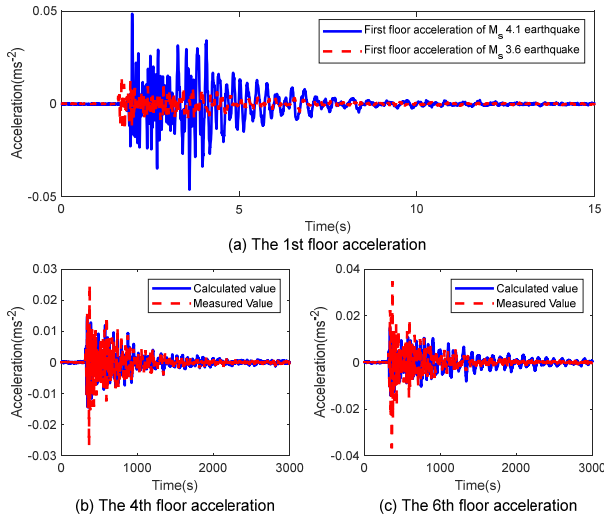 0.05
0
-0.05
Acceleration(ms-2)
First floor acceleration of Ms 4.1 earthquake
First floor acceleration of Ms 3.6 earthquake
0 5 10 15
Time(s)
(a) The 1st floor acceleration
0.03
0.02
0.01
0
-0.01
-0.02
-0.03
Acceleration(ms-2)
Calculated value
Measured Value
0 1000 2000 3000
Time(s)
(b) The 4th floor acceleration
0.04
0.02
0
-0.02
-0.04
Acceleration(ms-2)
Calculated value
Measured Value
0 1000 2000 3000
Time(s)
(c) The 6th floor acceleration